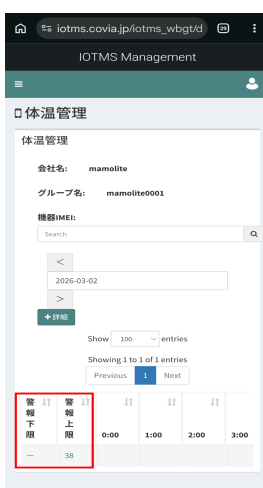 iotms.covia.jp/iotms_wbgt/d
29
IOTMS Management
体温管理
体温管理
会社名: mamolite
グループ名: mamolite0001
機器IMEI:
Search
<
2026-03-02
>
+詳細
Show 100 entries
Showing 1 to 1 of 1 entries
Previous 1 Next
警報下限 警報上限 0:00 1:00 2:00 3:00
— 38